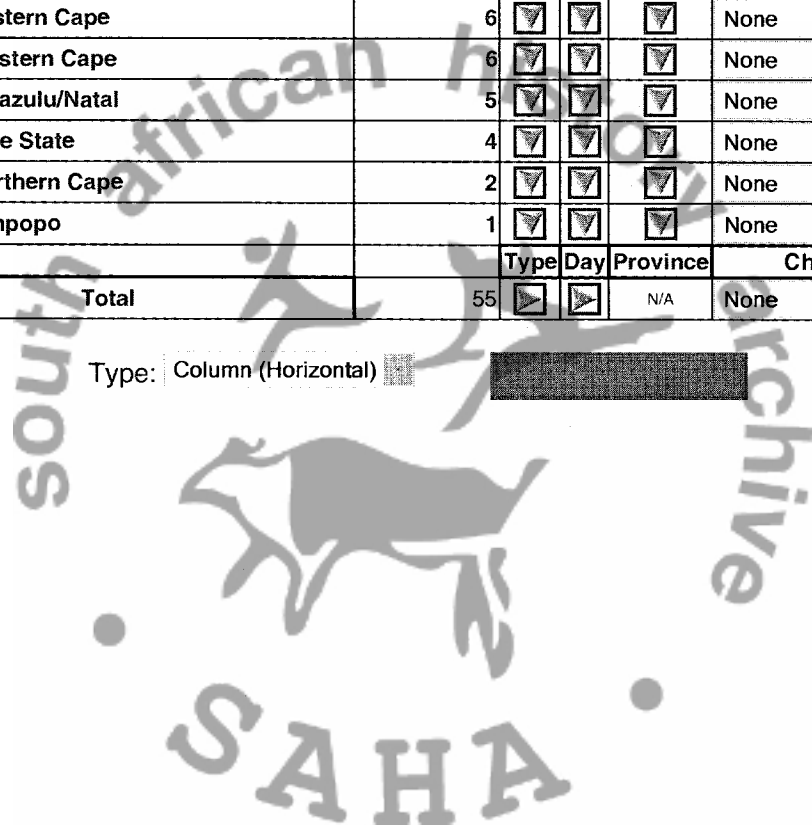 stern Cape 6 None
stern Cape 6 None
azulu/Natal 5 None
e State 4 None
rthern Cape 2 None
popo 1 None
Type Day Province Ch
Total 55 N/A None
Type: Column (Horizontal)
south african history archive
SAHA